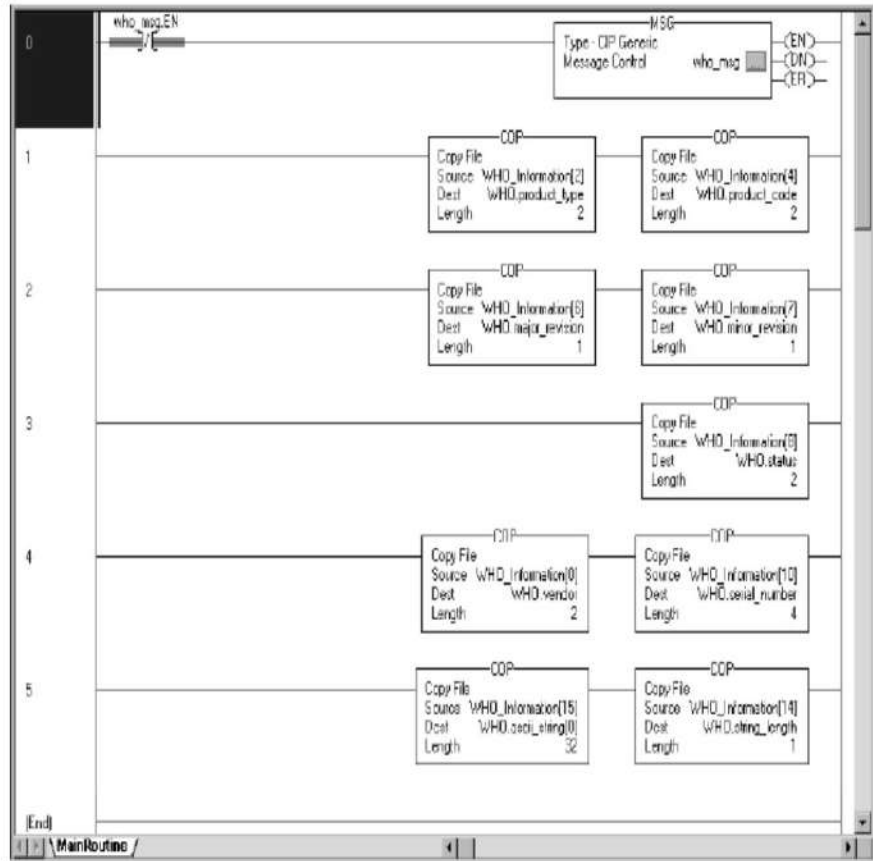 who_msg.EN
0
MSG
Type - CIP Generic
Message Control who_msg ...
(EN)
(DN)
(ER)
1
COP
Copy File
Source WHO_Information[2]
Dest WHO.product_type
Length 2
COP
Copy File
Source WHO_Information[4]
Dest WHO.product_code
Length 2
2
COP
Copy File
Source WHO_Information[6]
Dest WHO.major_revision
Length 1
COP
Copy File
Source WHO_Information[7]
Dest WHO.minor_revision
Length 1
3
COP
Copy File
Source WHO_Information[8]
Dest WHO.status
Length 2
4
COP
Copy File
Source WHO_Information[0]
Dest WHO.vendor
Length 2
COP
Copy File
Source WHO_Information[10]
Dest WHO.serial_number
Length 4
5
COP
Copy File
Source WHO_Information[15]
Dest WHO.ascii_string[0]
Length 32
COP
Copy File
Source WHO_Information[14]
Dest WHO.string_length
Length 1
(End)
MainRoutine